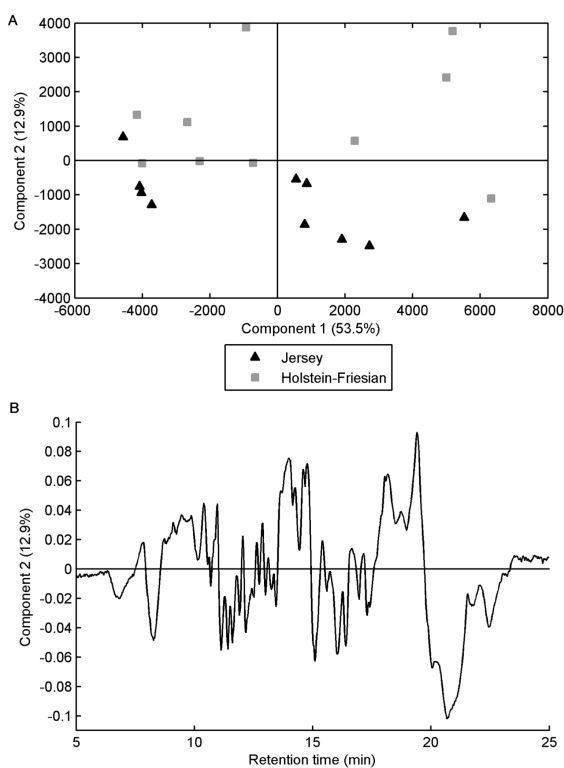 A
4000
3000
2000
1000
0
-1000
-2000
-3000
-4000
Component 2 (12.9%)
-6000 -4000 -2000 0 2000 4000 6000 8000
Component 1 (53.5%)
Jersey
Holstein-Friesian
B
0.1
0.08
0.06
0.04
0.02
0
-0.02
-0.04
-0.06
-0.08
-0.1
Component 2 (12.9%)
5 10 15 20 25
Retention time (min)